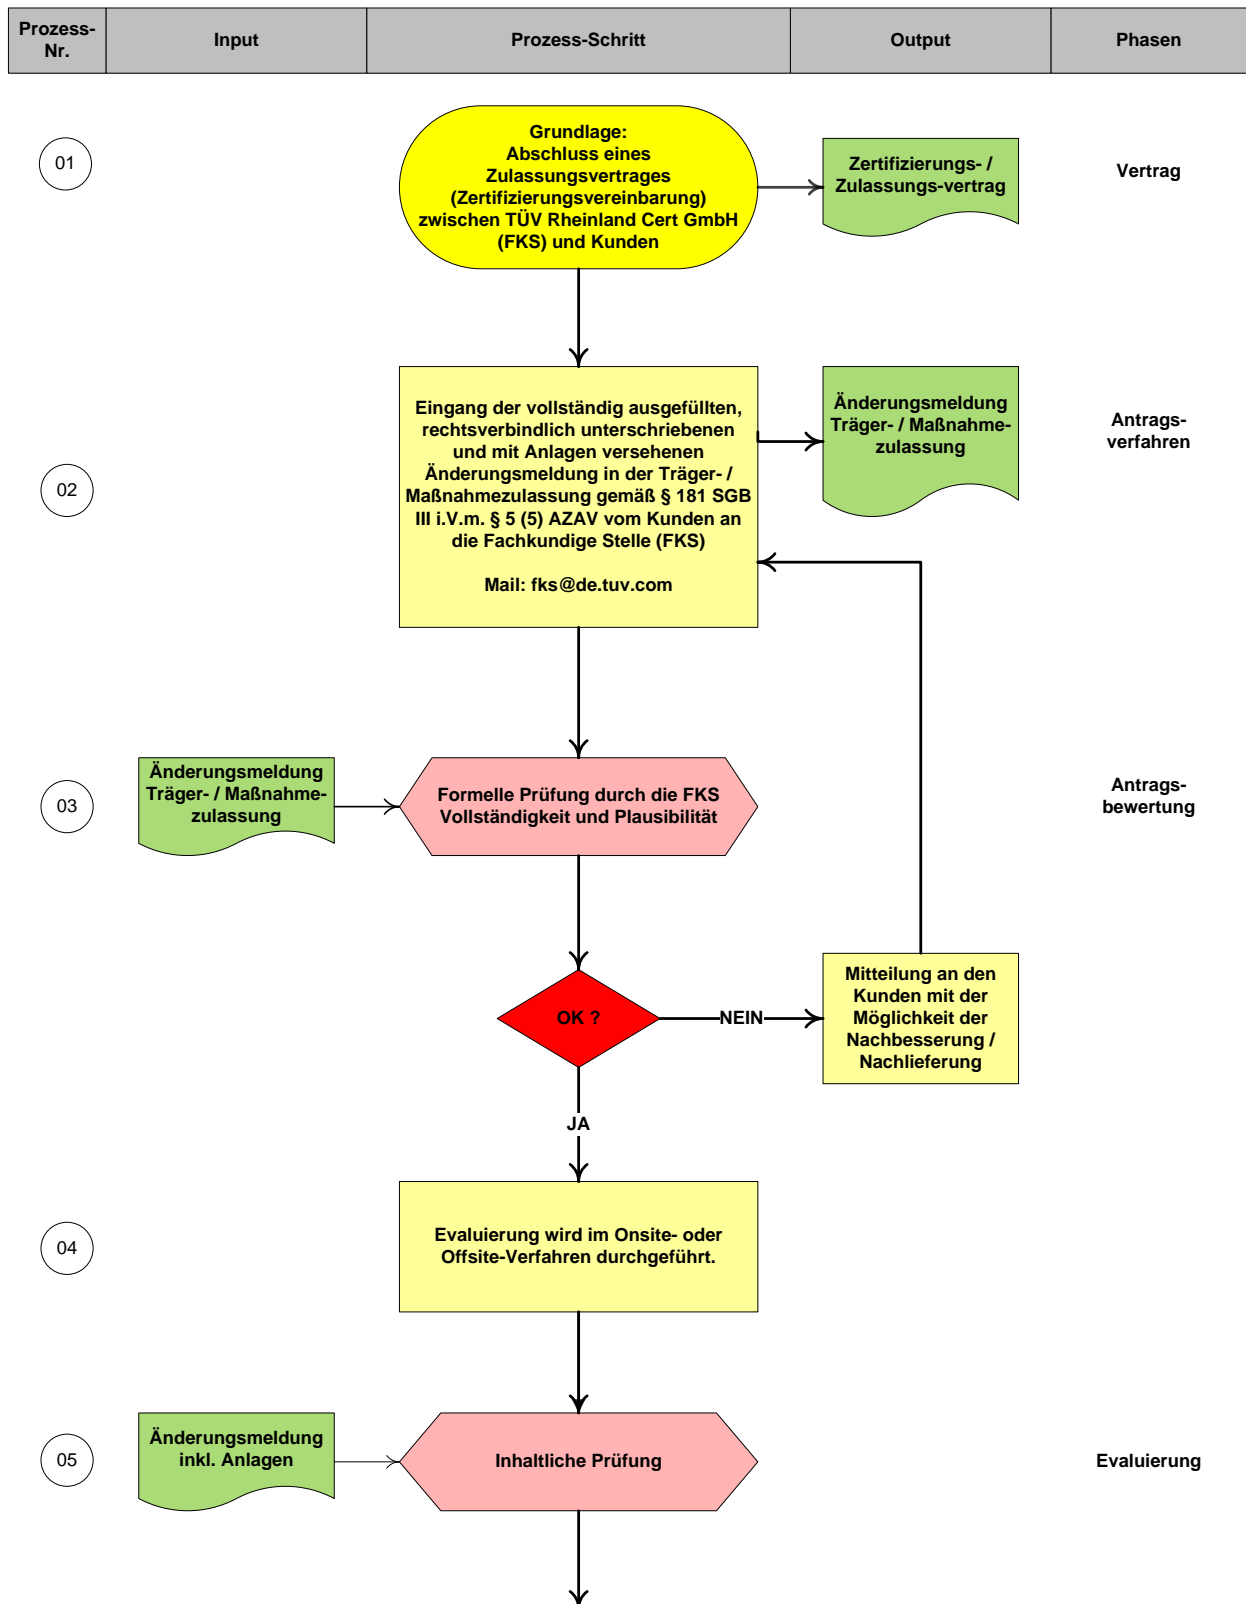 Prozess-
Nr.
Input
Prozess-Schritt
Output
Phasen
01
Grundlage:
Abschluss eines
Zulassungsvertrages
(Zertifizierungsvereinbarung)
zwischen TÜV Rheinland Cert GmbH
(FKS) und Kunden
Zertifizierungs- /
Zulassungs-vertrag
Vertrag
02
Eingang der vollständig ausgefüllten,
rechtsverbindlich unterschriebenen
und mit Anlagen versehenen
Änderungsmeldung in der Träger- /
Maßnahmezulassung gemäß § 181 SGB
III i.V.m. § 5 (5) AZAV vom Kunden an
die Fachkundige Stelle (FKS)
Mail: fks@de.tuv.com
Änderungsmeldung
Träger- / Maßnahme-
zulassung
Antrags-
verfahren
03
Änderungsmeldung
Träger- / Maßnahme-
zulassung
Formelle Prüfung durch die FKS
Vollständigkeit und Plausibilität
Antrags-
bewertung
OK ?
NEIN
Mitteilung an den
Kunden mit der
Möglichkeit der
Nachbesserung /
Nachlieferung
JA
04
Evaluierung wird im Onsite- oder
Offsite-Verfahren durchgeführt.
05
Änderungsmeldung
inkl. Anlagen
Inhaltliche Prüfung
Evaluierung